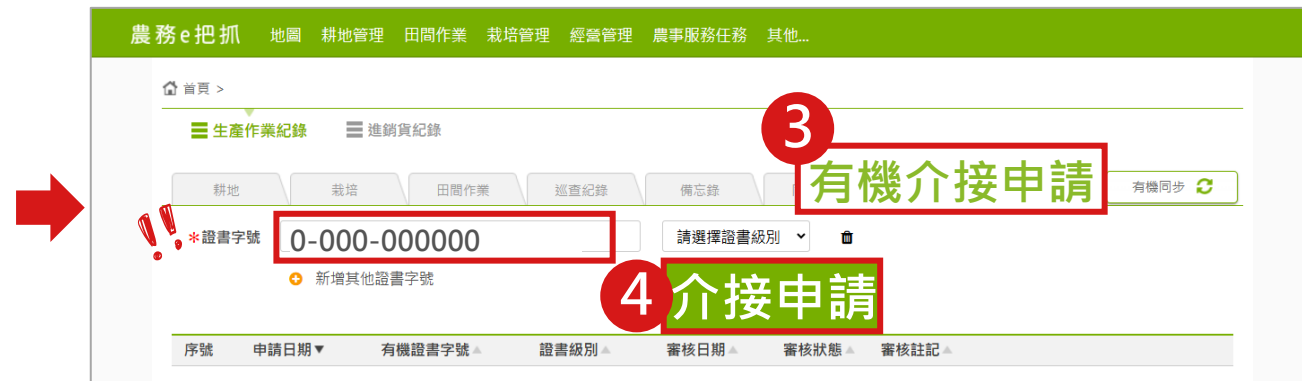 農務e把抓 地圖 耕地管理 田間作業 栽培管理 經營管理 農事服務任務 其他...
首頁 >
生產作業紀錄 進銷貨紀錄
3
耕地 栽培 田間作業 巡查紀錄 備忘錄 有機介接申請 有機同步
!! *證書字號 0-000-000000 請選擇證書級別
新增其他證書字號
4 介接申請
序號 申請日期▼ 有機證書字號▲ 證書級別▲ 審核日期▲ 審核狀態▲ 審核註記▲